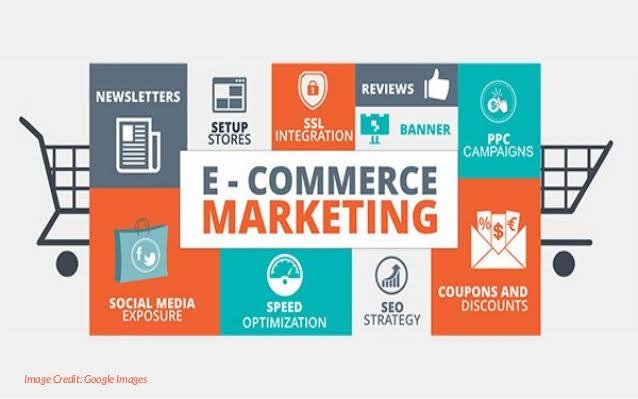 NEWSLETTERS
SETUP
STORES
SSL
INTEGRATION
REVIEWS
BANNER
PPC
CAMPAIGNS
E - COMMERCE
MARKETING
SOCIAL MEDIA
EXPOSURE
SPEED
OPTIMIZATION
SEO
STRATEGY
% $ €
COUPONS AND
DISCOUNTS
Image Credit: Google Images